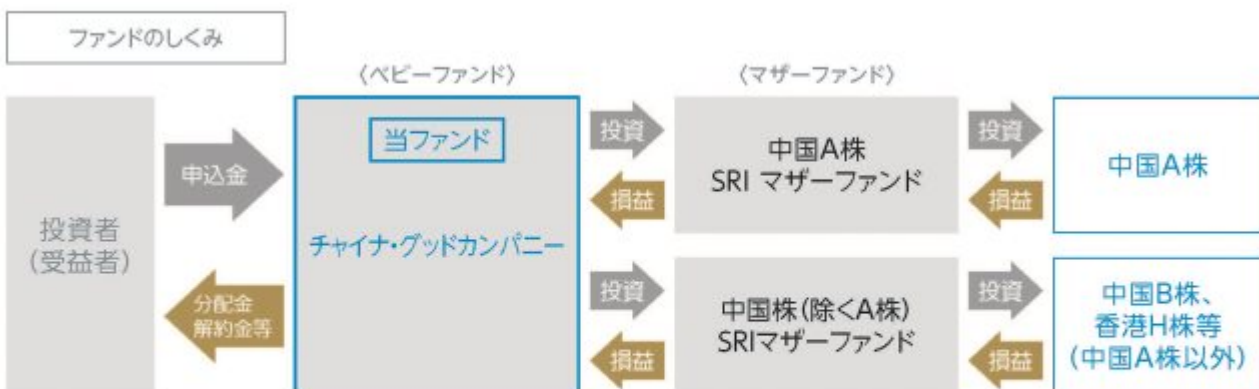 ファンドのしくみ
〈ベビーファンド〉
〈マザーファンド〉
投資者
(受益者)
申込金
分配金
解約金等
当ファンド
チャイナ・グッドカンパニー
投資
損益
中国A株
SRI マザーファンド
投資
損益
中国A株
投資
損益
中国株(除くA株)
SRIマザーファンド
投資
損益
中国B株、
香港H株等
(中国A株以外)